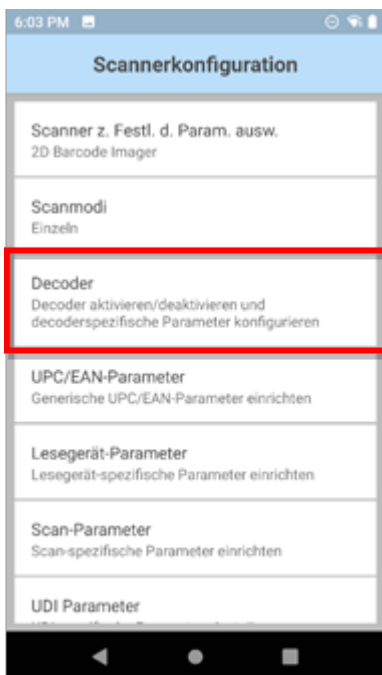 6:03 PM
Scannerkonfiguration
Scanner z. Festl. d. Param. ausw.
2D Barcode Imager
Scanmodi
Einzeln
Decoder
Decoder aktivieren/deaktivieren und
decoderspezifische Parameter konfigurieren
UPC/EAN-Parameter
Generische UPC/EAN-Parameter einrichten
Lesegerät-Parameter
Lesegerät-spezifische Parameter einrichten
Scan-Parameter
Scan-spezifische Parameter einrichten
UDI Parameter